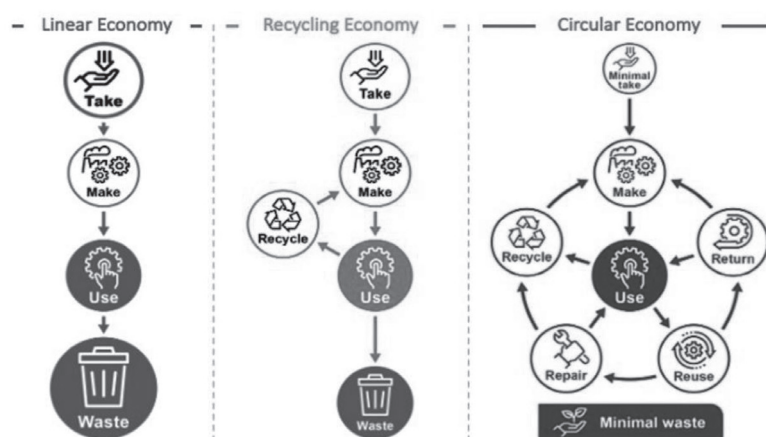 Linear Economy
Take
Make
Use
Waste
Recycling Economy
Take
Make
Recycle
Use
Waste
Circular Economy
Minimal
take
Make
Recycle
Return
Use
Repair
Reuse
Minimal waste